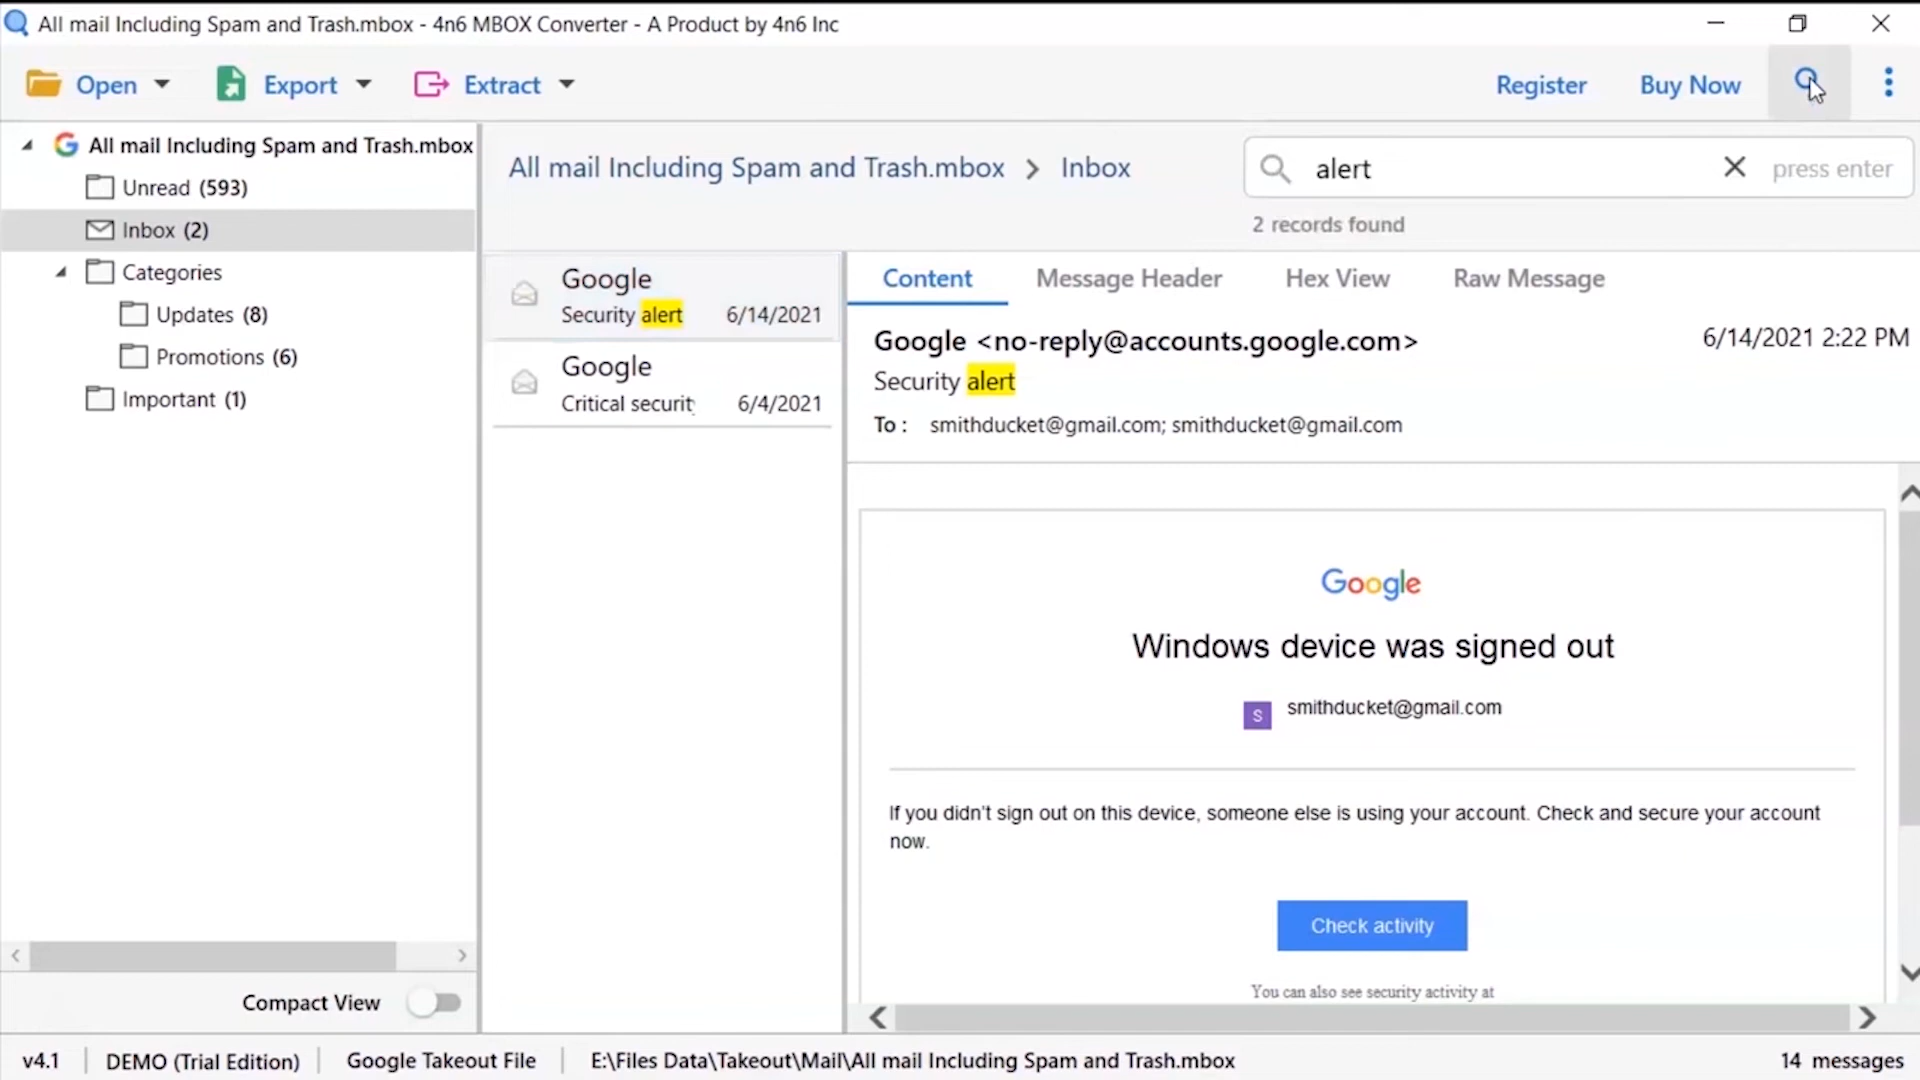 All mail Including Spam and Trash.mbox - 4n6 MBOX Converter - A Product by 4n6 Inc
Open Export Extract Register Buy Now
All mail Including Spam and Trash.mbox
Unread (593)
Inbox (2)
Categories
Updates (8)
Promotions (6)
Important (1)
Compact View
All mail Including Spam and Trash.mbox > Inbox
alert press enter
2 records found
Google
Security alert 6/14/2021
Google
Critical security 6/4/2021
Content Message Header Hex View Raw Message
Google <no-reply@accounts.google.com> 6/14/2021 2:22 PM
Security alert
To : smithducket@gmail.com; smithducket@gmail.com
Google
Windows device was signed out
S smithducket@gmail.com
If you didn't sign out on this device, someone else is using your account. Check and secure your account
now.
Check activity
You can also see security activity at
v4.1 DEMO (Trial Edition) Google Takeout File E:\Files Data\Takeout\Mail\All mail Including Spam and Trash.mbox 14 messages